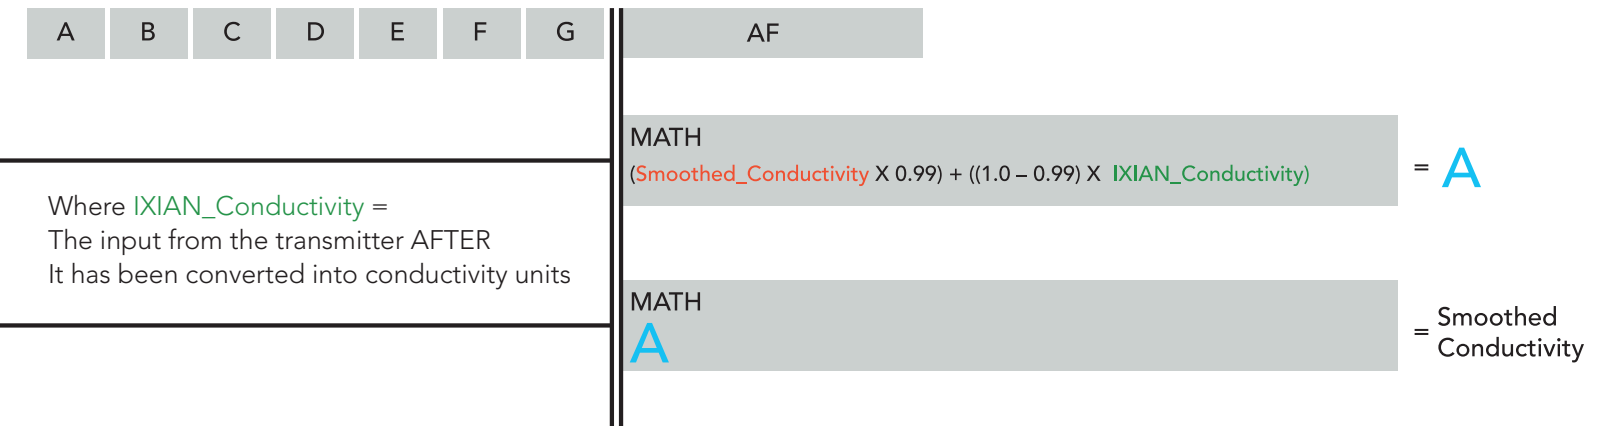 A B C D E F G AF
MATH
(Smoothed_Conductivity X 0.99) + ((1.0 – 0.99) X IXIAN_Conductivity)
= A
Where IXIAN_Conductivity =
The input from the transmitter AFTER
It has been converted into conductivity units
MATH
A
= Smoothed
Conductivity